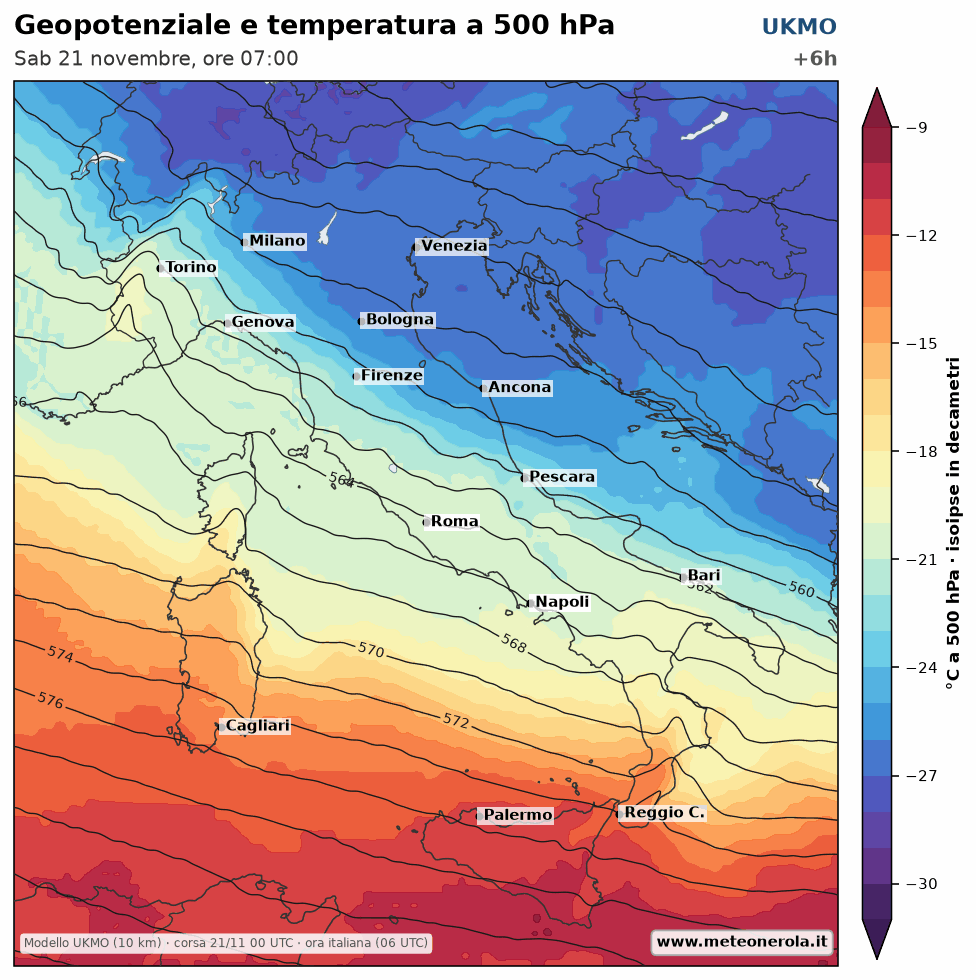 Geopotenziale e temperatura a 500 hPa
UKMO
Sab 21 novembre, ore 07:00
+6h
−9
−12
−15
−18
−21
−24
−27
−30
°C a 500 hPa · isoipse in decametri
Milano
Venezia
Torino
Genova
Bologna
Firenze
Ancona
66
Pescara
564
Roma
Bari
562
560
Napoli
568
570
574
576
572
Cagliari
Palermo
Reggio C.
Modello UKMO (10 km) · corsa 21/11 00 UTC · ora italiana (06 UTC)
www.meteonerola.it